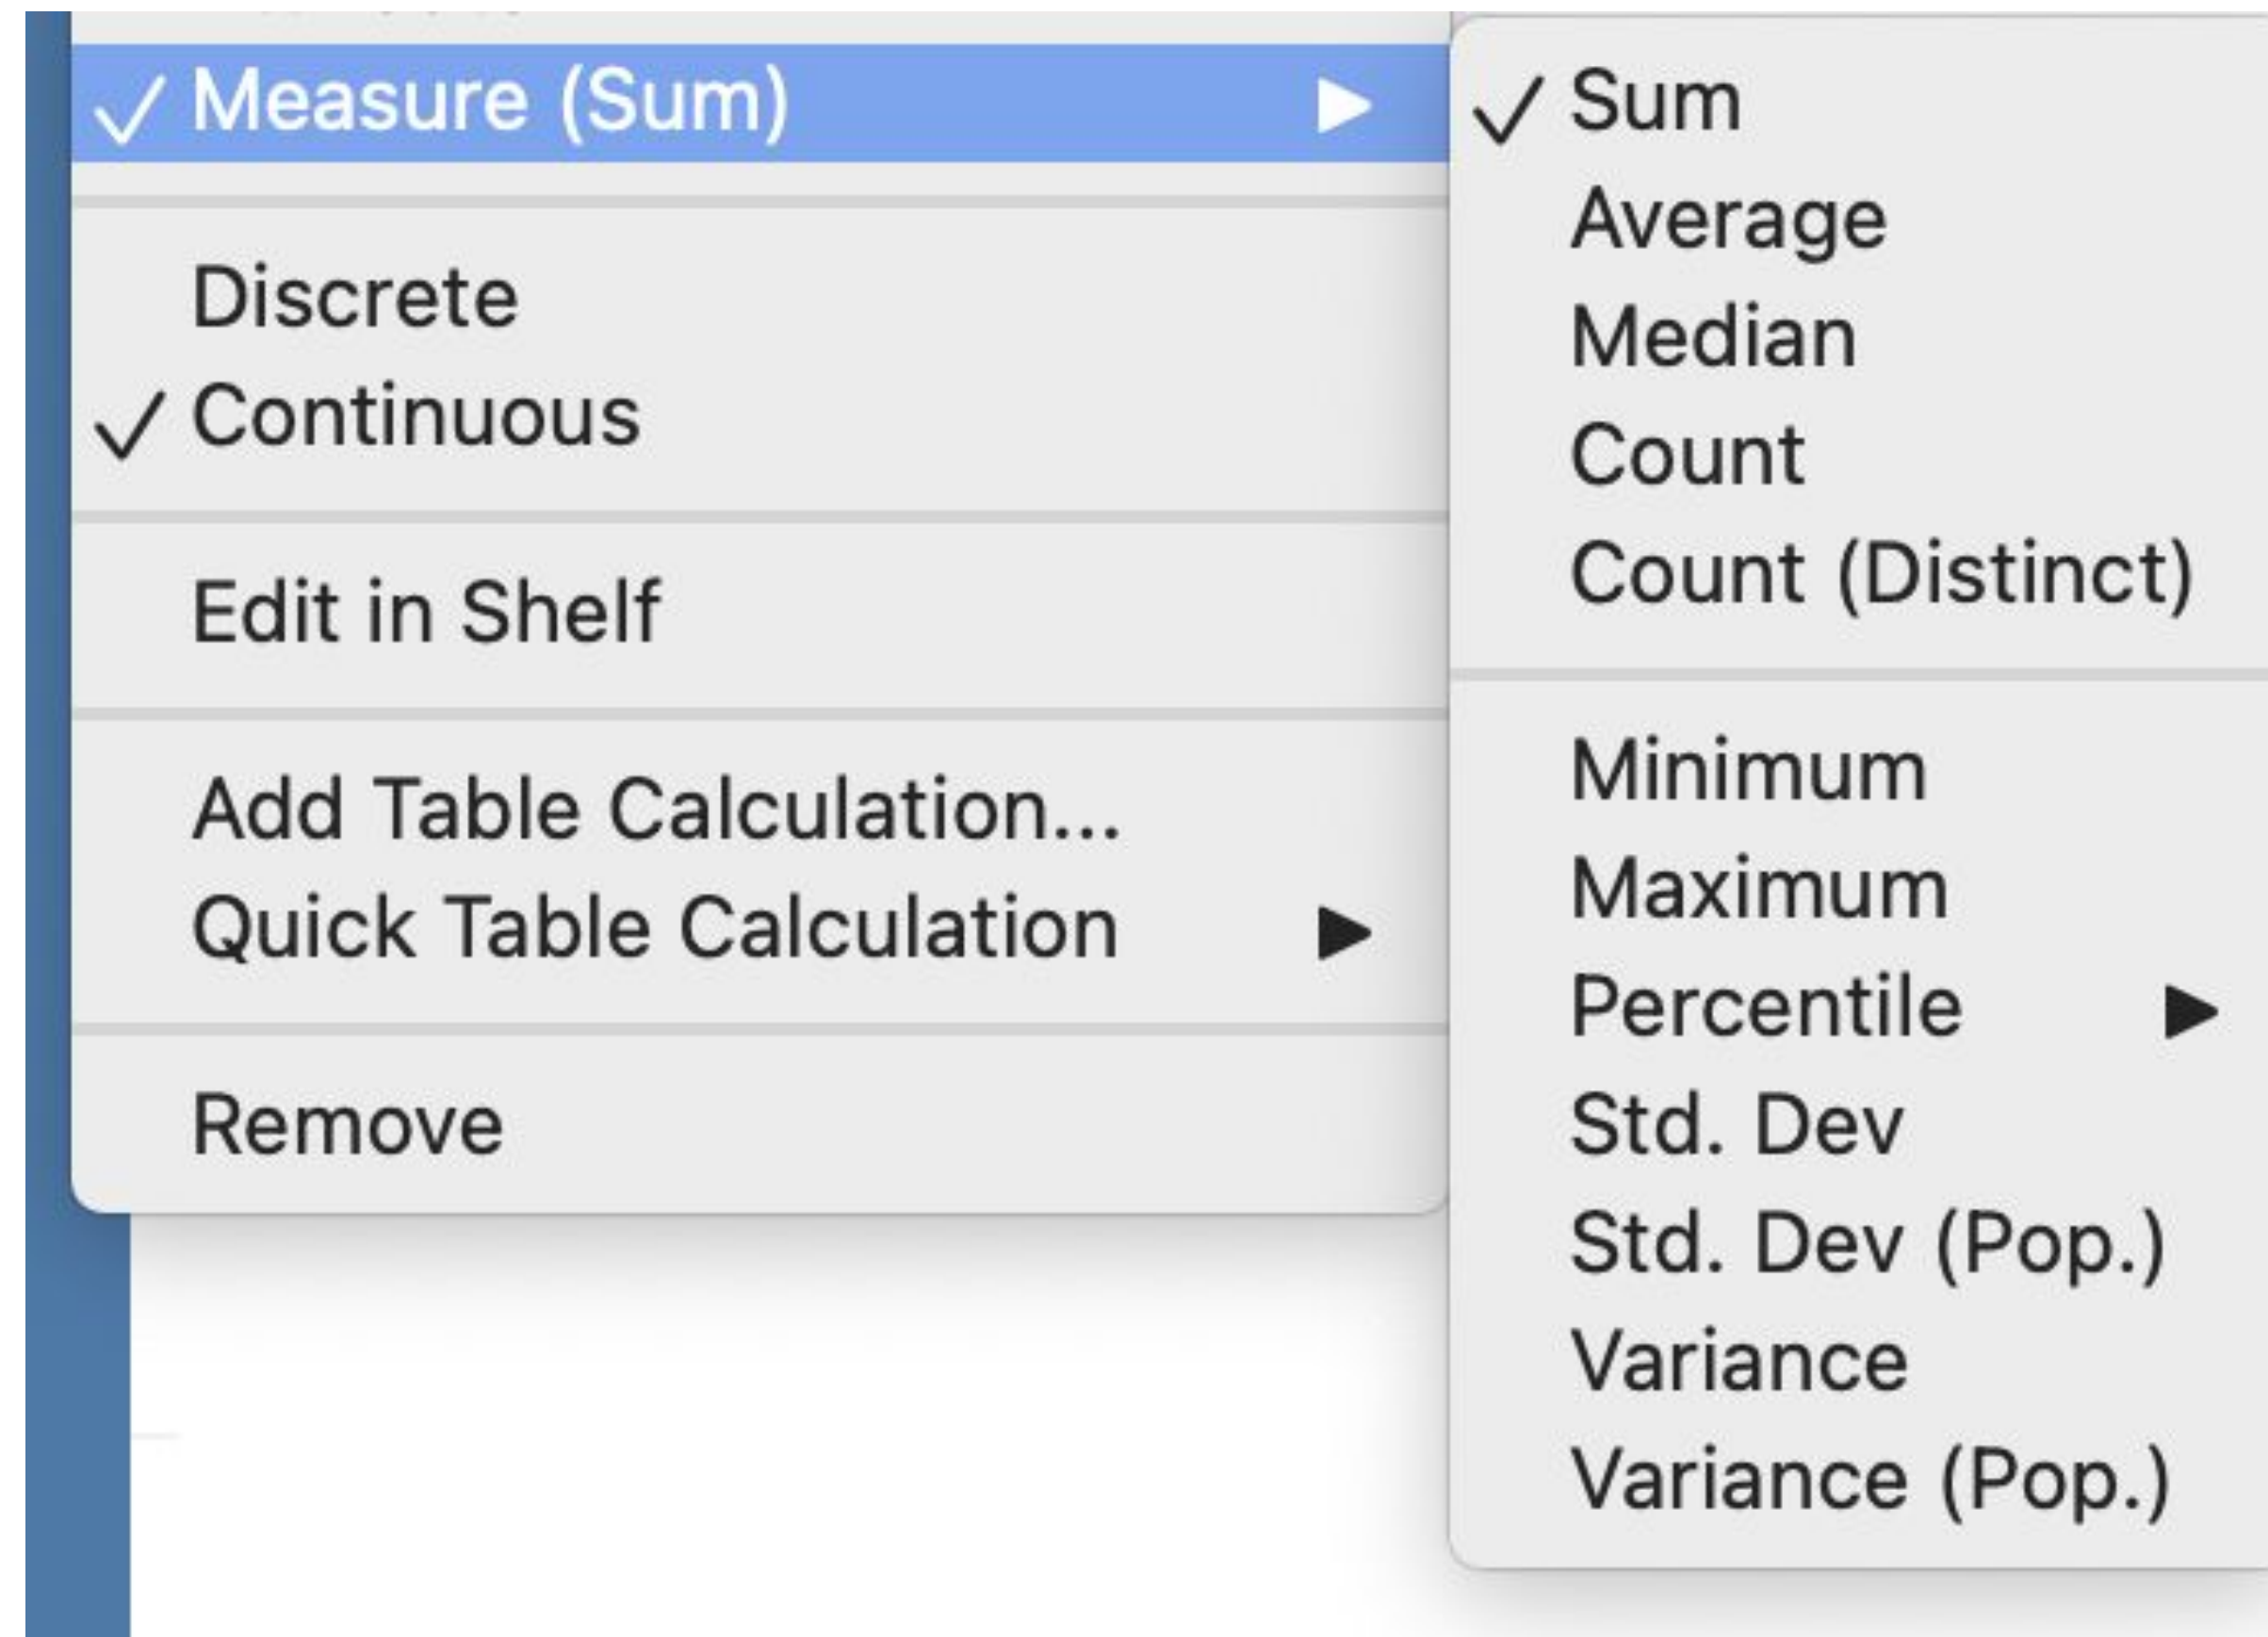 ✓ Measure (Sum) ▶
Discrete
✓ Continuous
Edit in Shelf
Add Table Calculation...
Quick Table Calculation ▶
Remove
✓ Sum
Average
Median
Count
Count (Distinct)
Minimum
Maximum
Percentile ▶
Std. Dev
Std. Dev (Pop.)
Variance
Variance (Pop.)